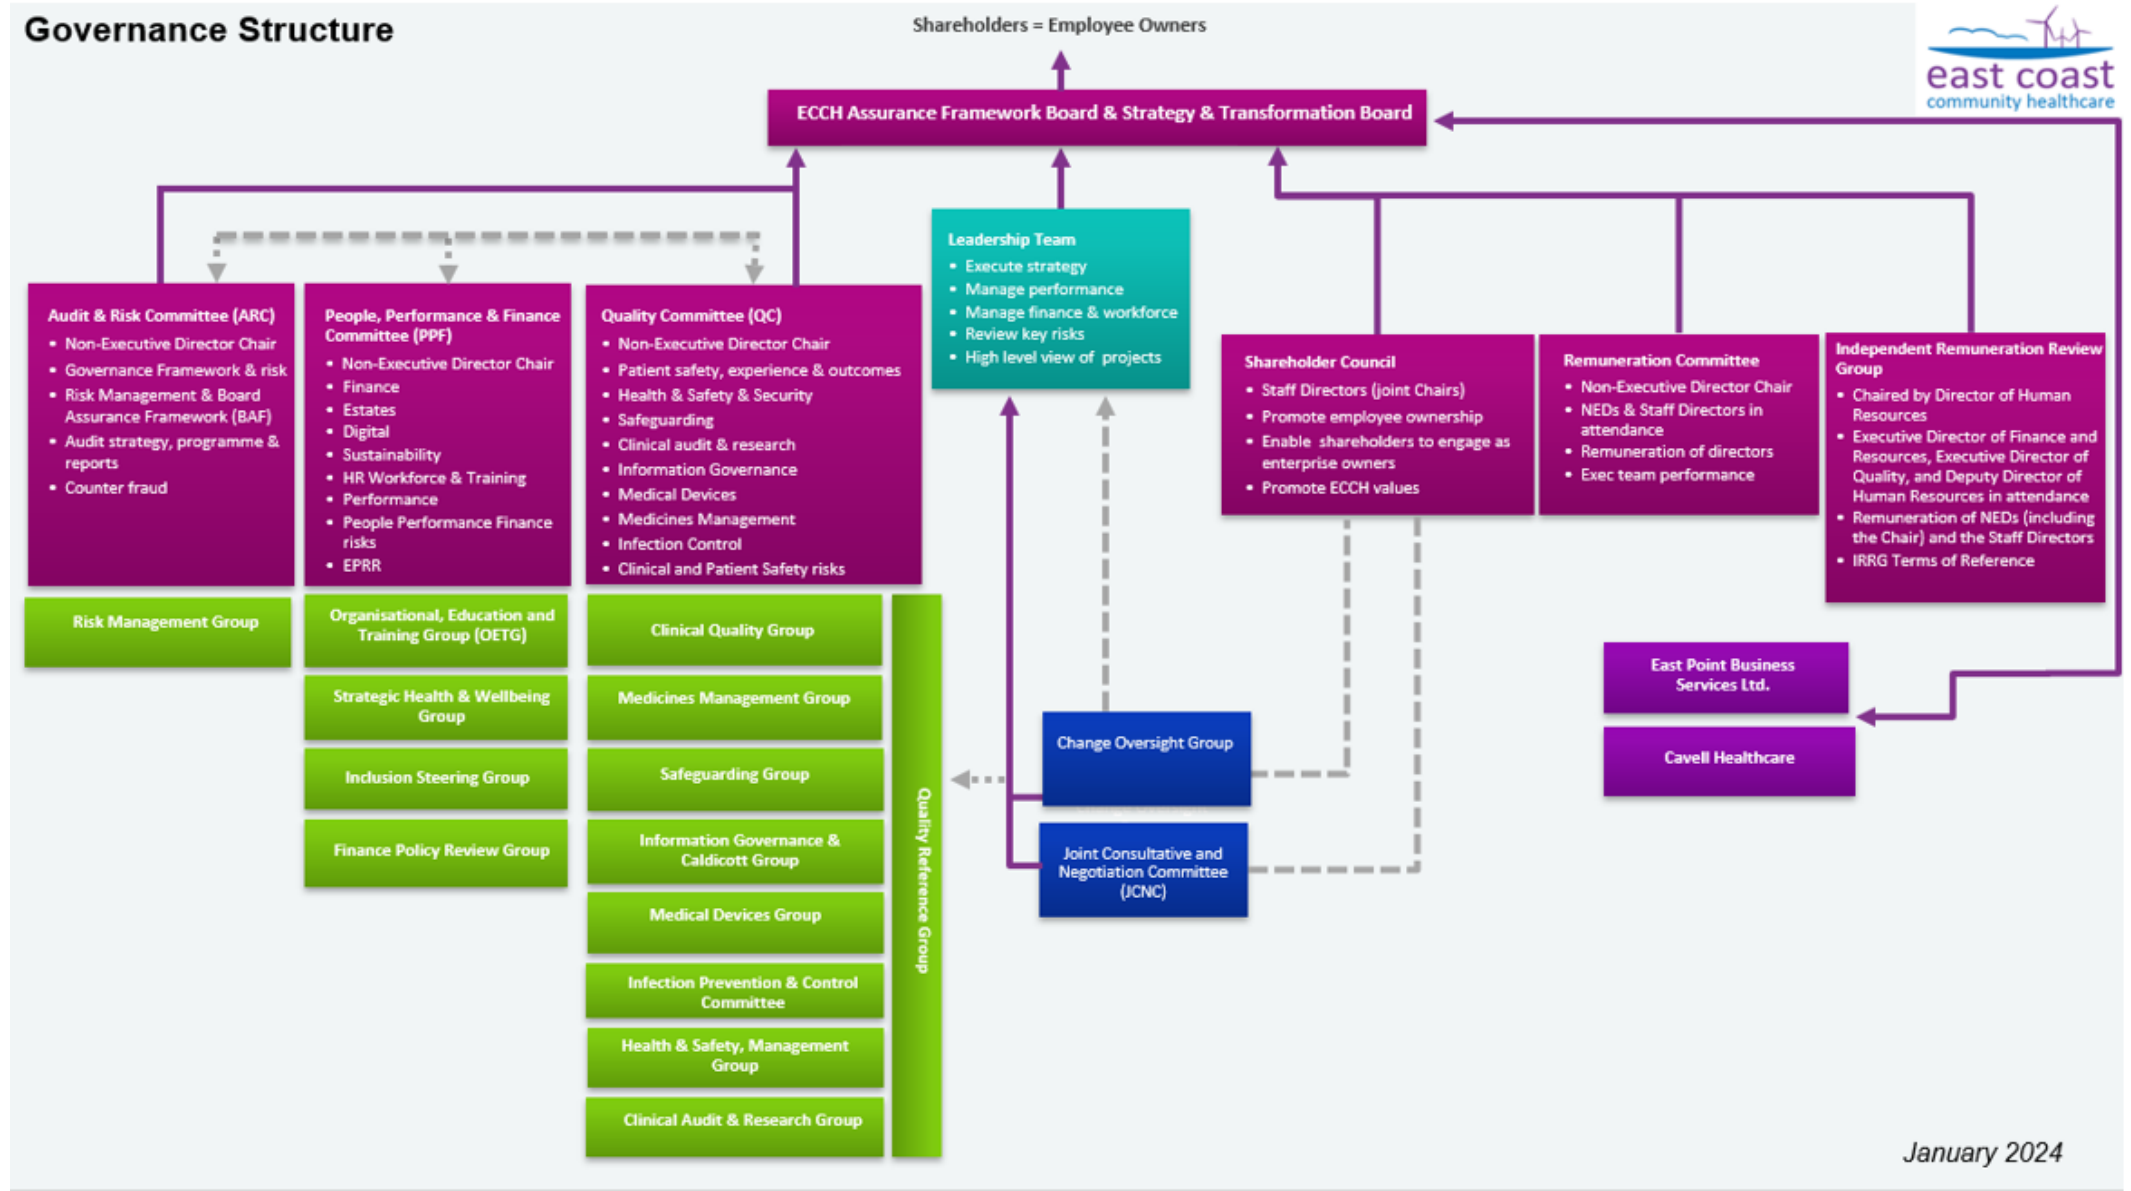 Governance Structure
Shareholders = Employee Owners
east coast
community healthcare
ECCH Assurance Framework Board & Strategy & Transformation Board
Leadership Team
• Execute strategy
• Manage performance
• Manage finance & workforce
• Review key risks
• High level view of projects
Audit & Risk Committee (ARC)
• Non-Executive Director Chair
• Governance Framework & risk
• Risk Management & Board
Assurance Framework (BAF)
• Audit strategy, programme &
reports
• Counter fraud
People, Performance & Finance
Committee (PPF)
• Non-Executive Director Chair
• Finance
• Estates
• Digital
• Sustainability
• HR Workforce & Training
• Performance
• People Performance Finance
risks
• EPRR
Quality Committee (QC)
• Non-Executive Director Chair
• Patient safety, experience & outcomes
• Health & Safety & Security
• Safeguarding
• Clinical audit & research
• Information Governance
• Medical Devices
• Medicines Management
• Infection Control
• Clinical and Patient Safety risks
Shareholder Council
• Staff Directors (joint Chairs)
• Promote employee ownership
• Enable shareholders to engage as
enterprise owners
• Promote ECCH values
Remuneration Committee
• Non-Executive Director Chair
• NEDs & Staff Directors in
attendance
• Remuneration of directors
• Exec team performance
Independent Remuneration Review
Group
• Chaired by Director of Human
Resources
• Executive Director of Finance and
Resources, Executive Director of
Quality, and Deputy Director of
Human Resources in attendance
• Remuneration of NEDs (including
the Chair) and the Staff Directors
• IRRG Terms of Reference
Risk Management Group
Organisational, Education and
Training Group (OETG)
Strategic Health & Wellbeing
Group
Inclusion Steering Group
Finance Policy Review Group
Clinical Quality Group
Medicines Management Group
Safeguarding Group
Information Governance &
Caldicott Group
Medical Devices Group
Infection Prevention & Control
Committee
Health & Safety, Management
Group
Clinical Audit & Research Group
Quality Reference Group
Change Oversight Group
Joint Consultative and
Negotiation Committee
(JCNC)
East Point Business
Services Ltd.
Cavell Healthcare
January 2024